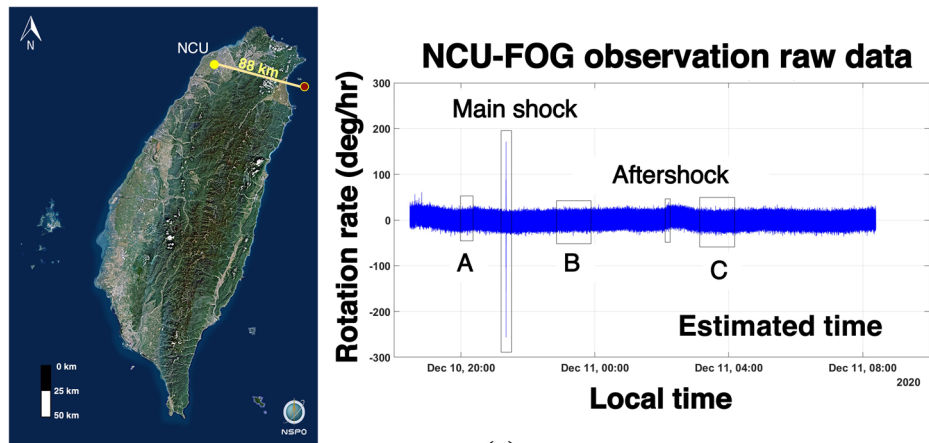 N
NCU
88 km
0 km
25 km
50 km
NSPO
NCU-FOG observation raw data
Rotation rate (deg/hr)
300
200
100
0
-100
-200
-300
Main shock
Aftershock
A
B
C
Estimated time
Dec 10, 20:00
Dec 11, 00:00
Dec 11, 04:00
Dec 11, 08:00
2020
Local time